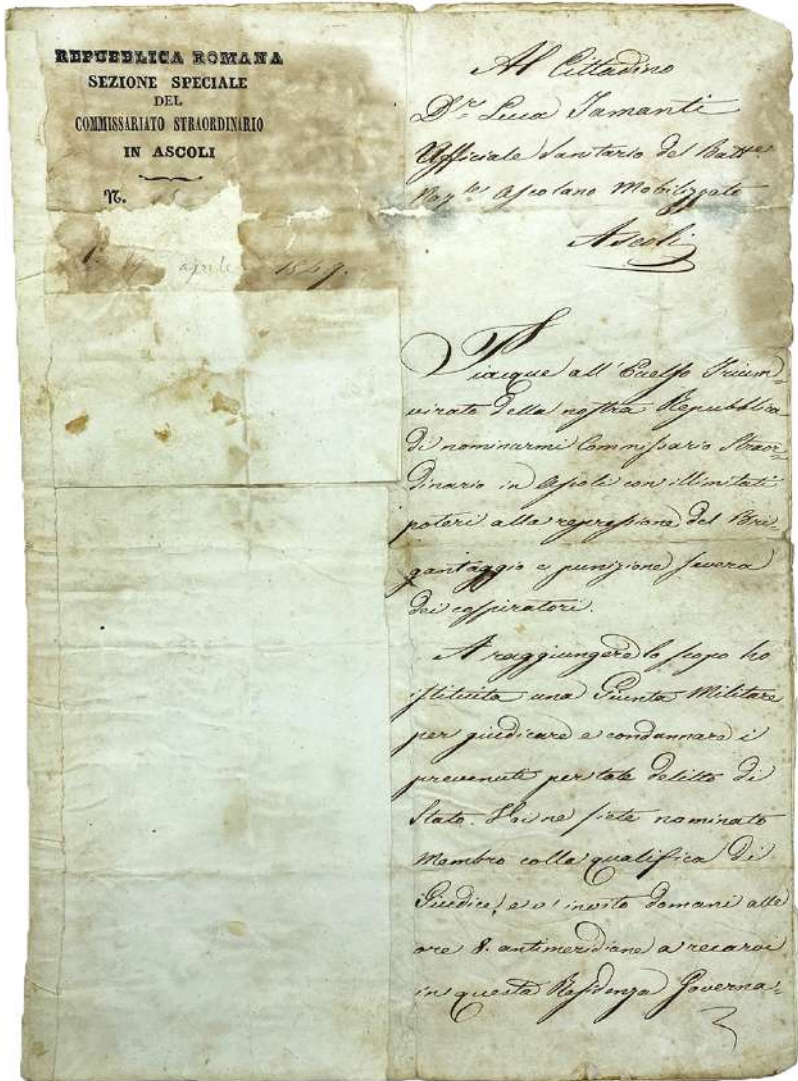 REPUBBLICA ROMANA
SEZIONE SPECIALE
DEL
COMMISSARIATO STRAORDINARIO
IN ASCOLI
N.
aprile 1849.
Al Cittadino
D.r Luca Tamanti
Ufficiale Sanitario del Batt.e
Naz.le Ascolano Mobilizzato
Ascoli
Piacque all'Eccelso Trium-
virato della nostra Repubblica
di nominarmi Commissario Straor-
dinario in Ascoli con illimitati
poteri alla repressione del Bri-
gantaggio e punizione severa
dei cospiratori.
A raggiungere lo scopo ho
istituita una Giunta Militare
per giudicare e condannare i
prevenuti per tale delitto di
Stato. Voi ne siete nominato
Membro colla qualifica di
Giudice, e v'invito domani alle
ore 8. antimeridiane a recarvi
in questa Residenza Governa-